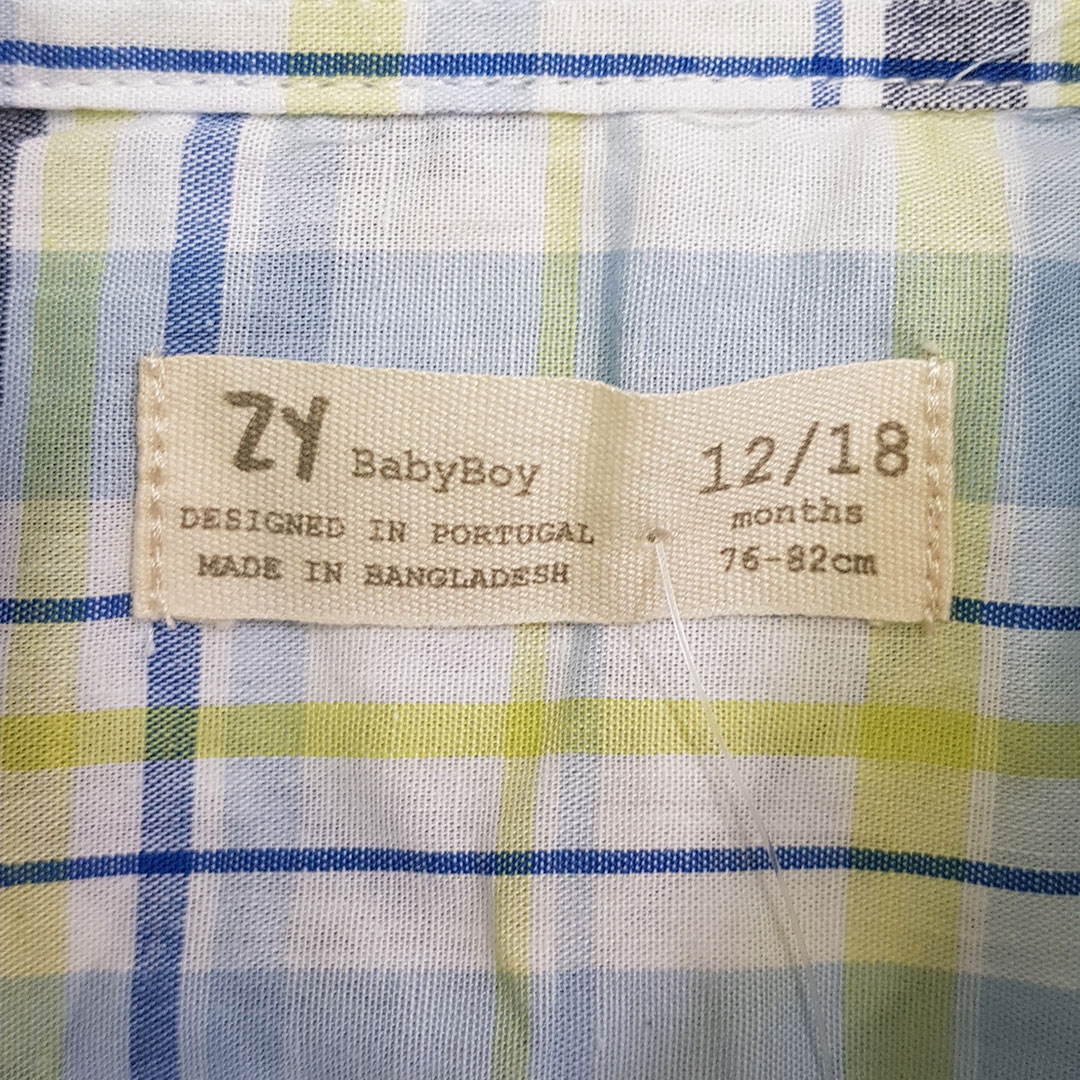 ZY BabyBoy
DESIGNED IN PORTUGAL
MADE IN BANGLADESH
12/18
months
76-82cm